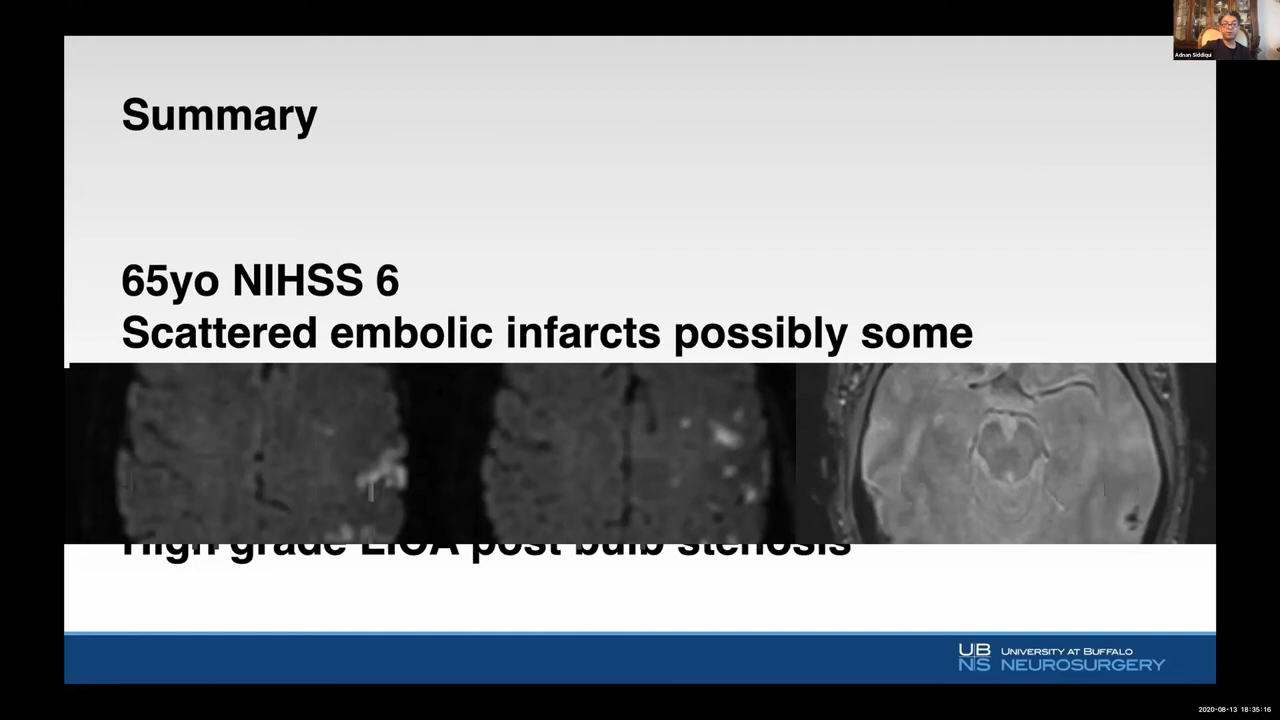 Adnan Siddiqui
Summary
65yo NIHSS 6
Scattered embolic infarcts possibly some
High grade LICA post bulb stenosis
UB
NS
UNIVERSITY AT BUFFALO
NEUROSURGERY
2020-08-13 18:35:16